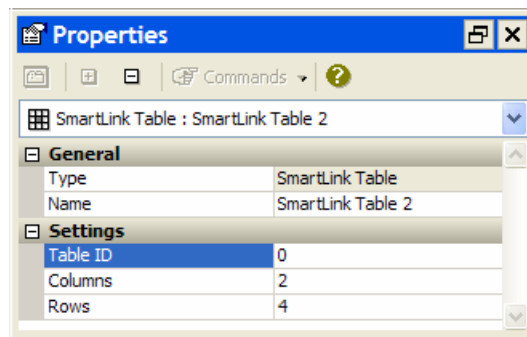 Properties
Commands
SmartLink Table : SmartLink Table 2
General
Type SmartLink Table
Name SmartLink Table 2
Settings
Table ID 0
Columns 2
Rows 4